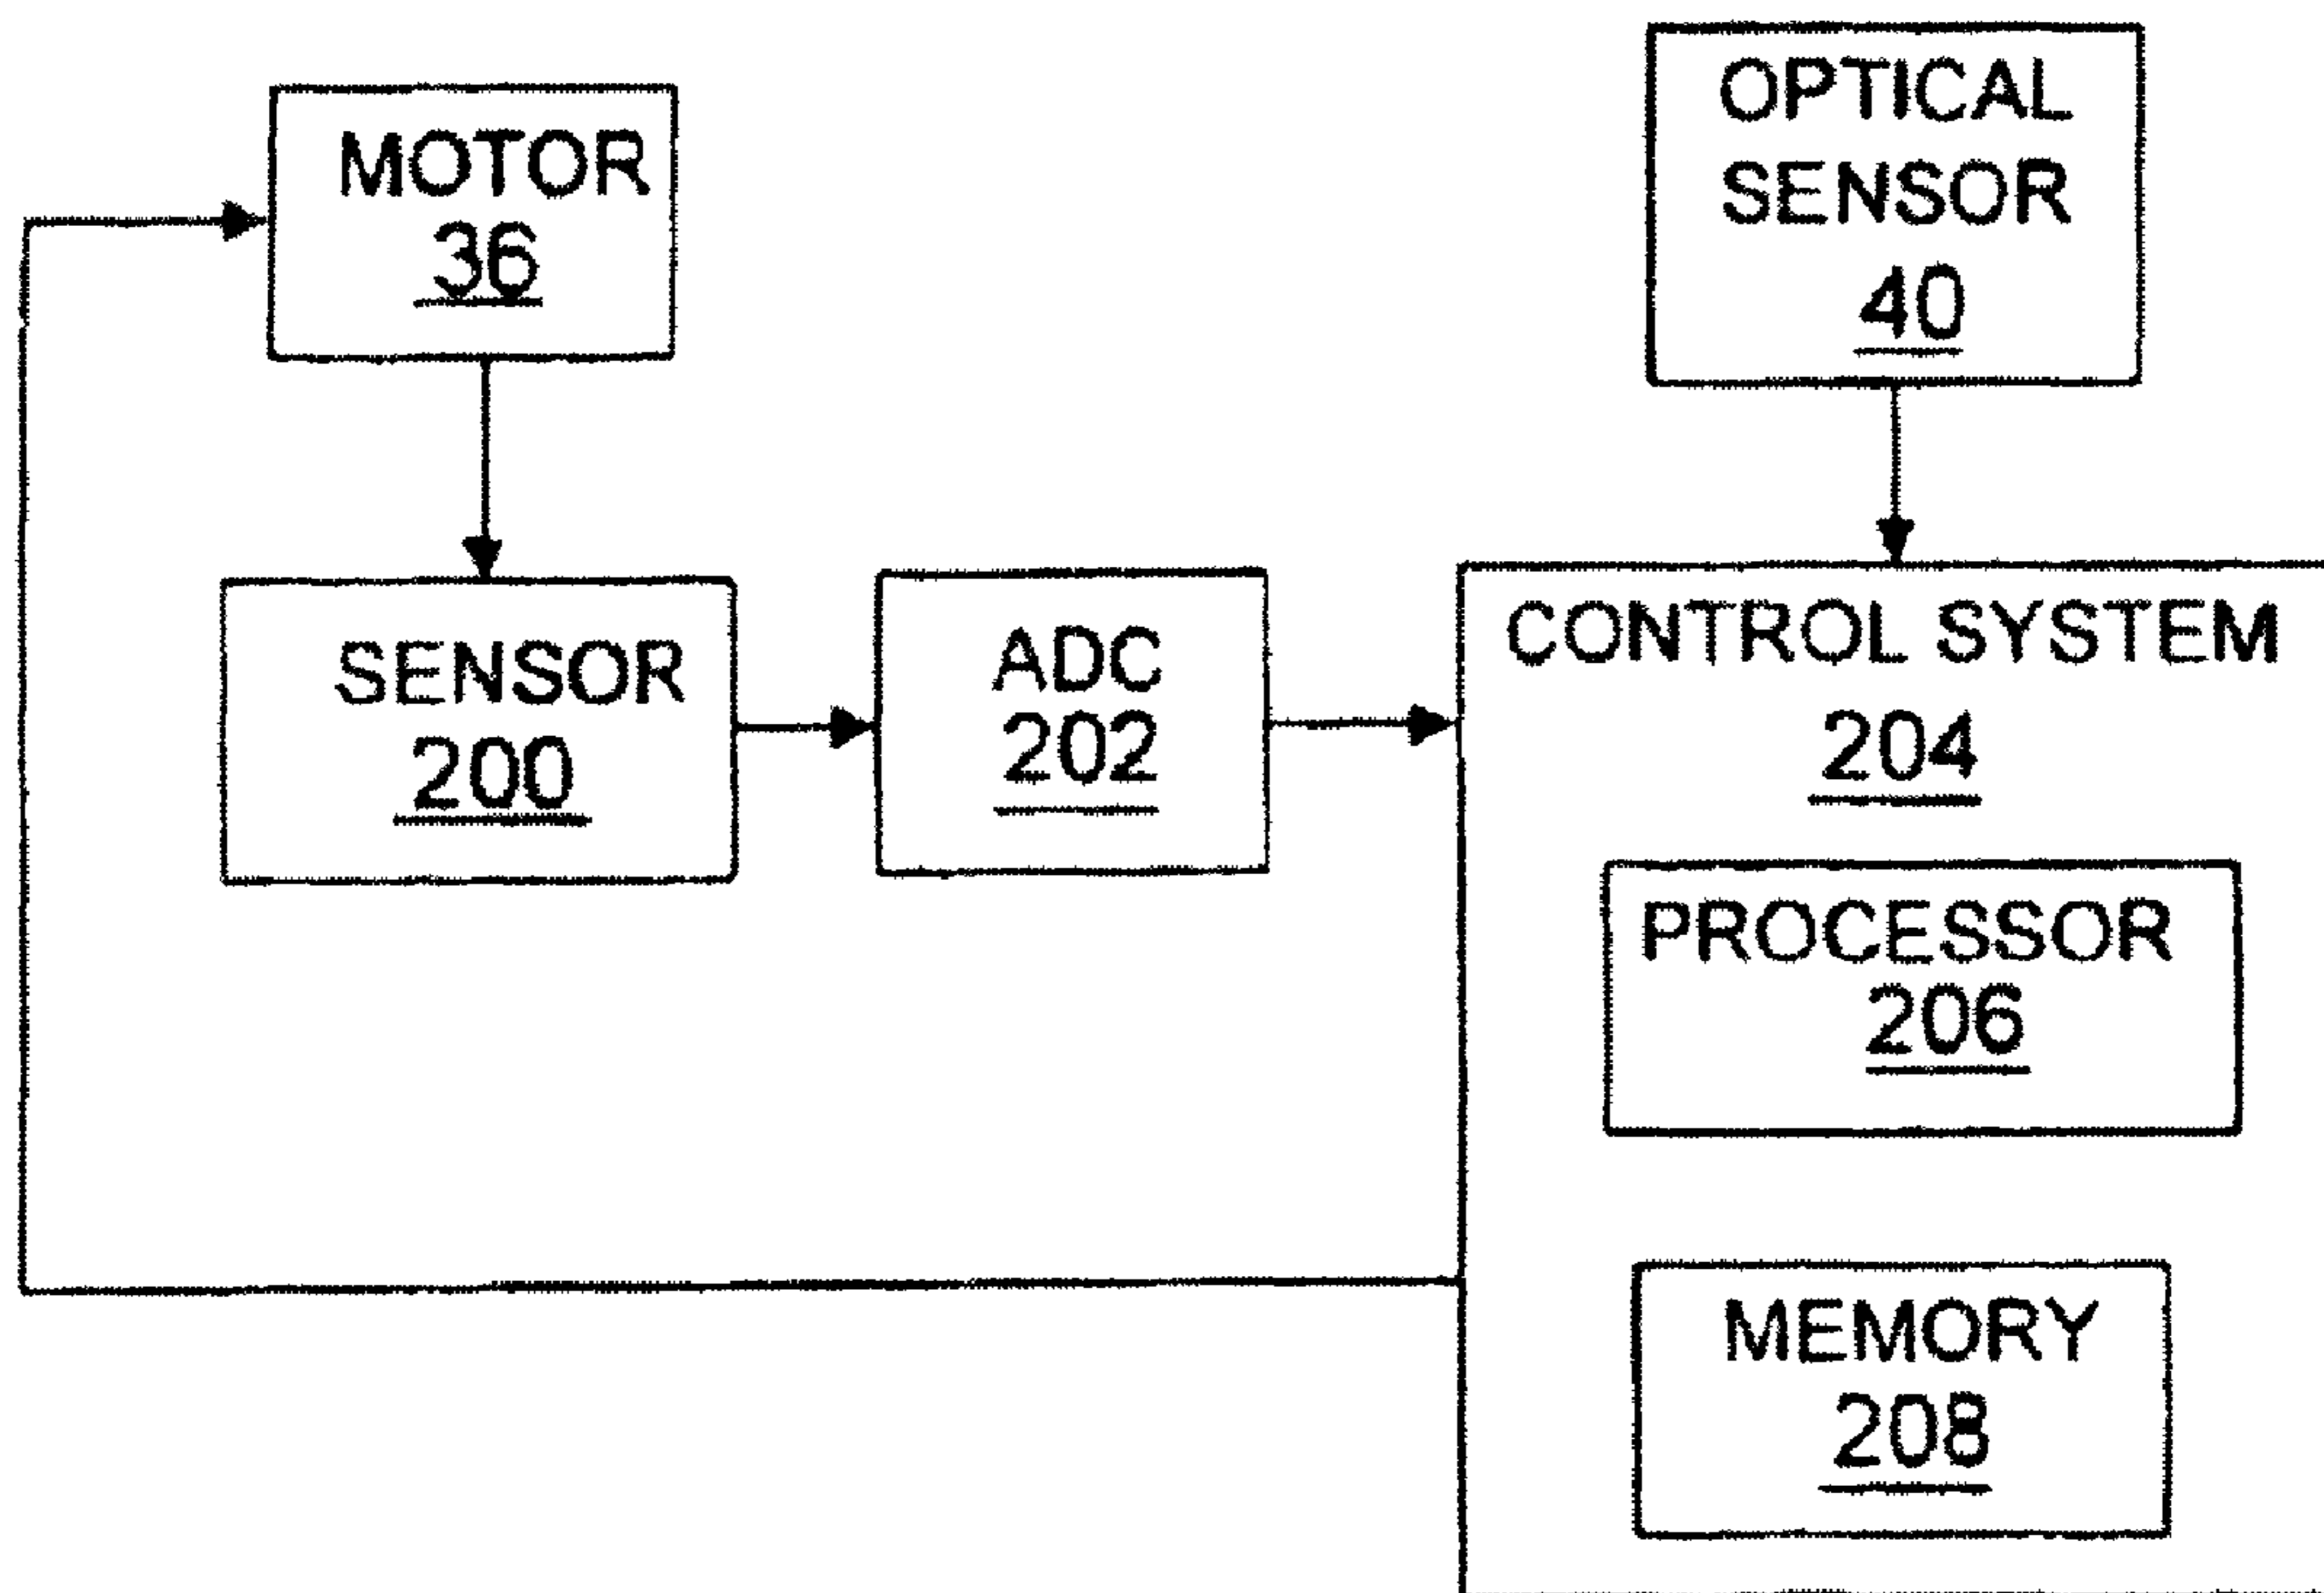 MOTOR
36
OPTICAL
SENSOR
40
SENSOR
200
ADC
202
CONTROL SYSTEM
204
PROCESSOR
206
MEMORY
208